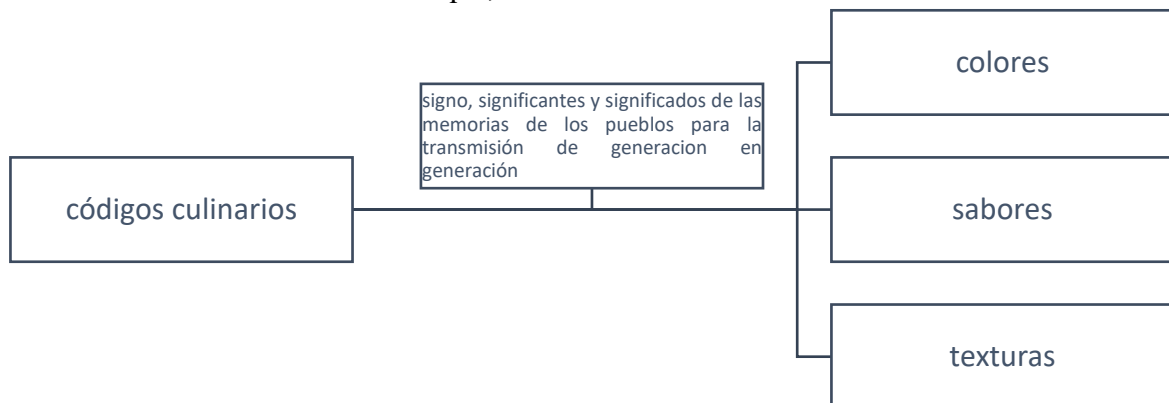 colores
signo, significantes y significados de las
memorias de los pueblos para la
transmisión de generacion en
generación
códigos culinarios
sabores
texturas